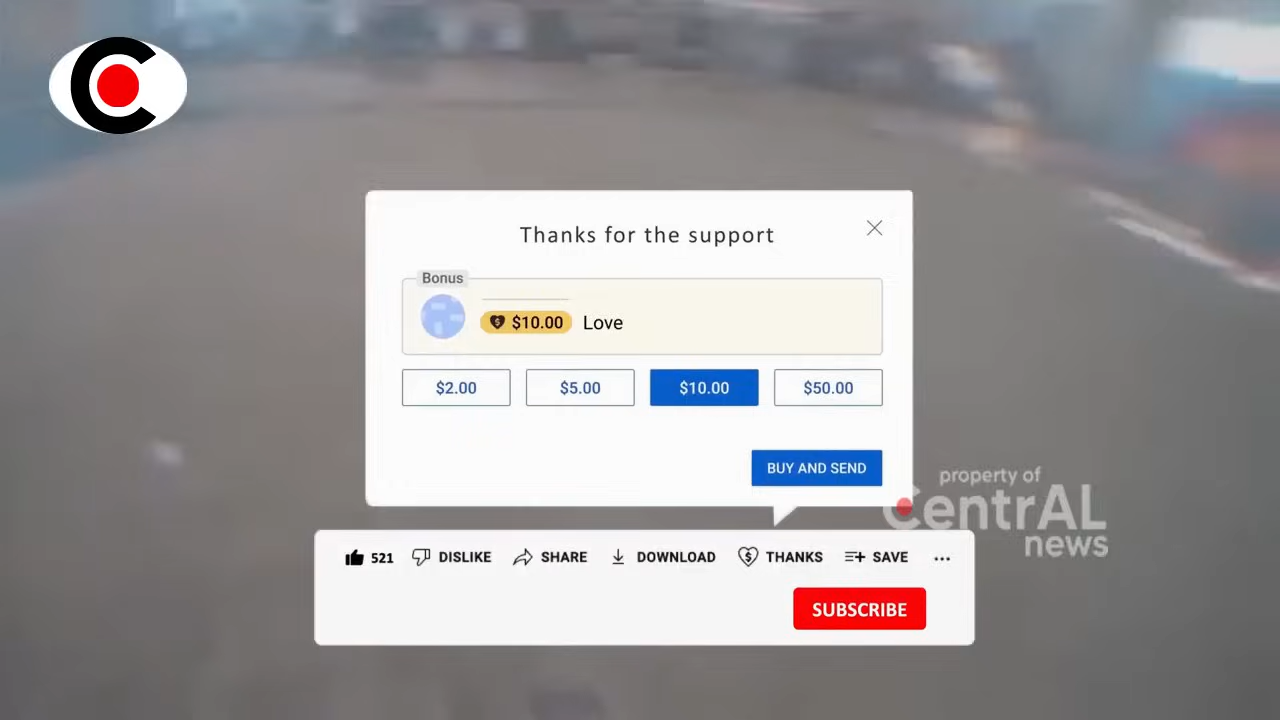 Thanks for the support
Bonus
$10.00 Love
$2.00 $5.00 $10.00 $50.00
BUY AND SEND
property of
CentrAL
news
521 DISLIKE SHARE DOWNLOAD THANKS SAVE
SUBSCRIBE